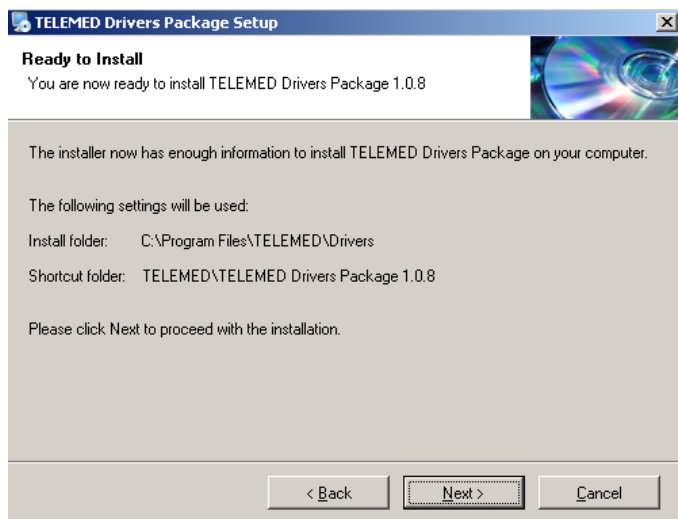 TELEMED Drivers Package Setup
Ready to Install
You are now ready to install TELEMED Drivers Package 1.0.8
The installer now has enough information to install TELEMED Drivers Package on your computer.
The following settings will be used:
Install folder: C:\Program Files\TELEMED\Drivers
Shortcut folder: TELEMED\TELEMED Drivers Package 1.0.8
Please click Next to proceed with the installation.
< Back Next > Cancel